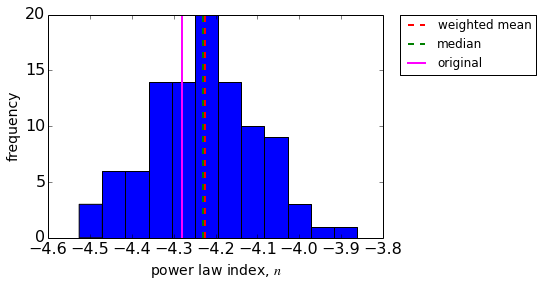 20
15
10
5
0
frequency
−4.6 −4.5 −4.4 −4.3 −4.2 −4.1 −4.0 −3.9 −3.8
power law index, n
weighted mean
median
original